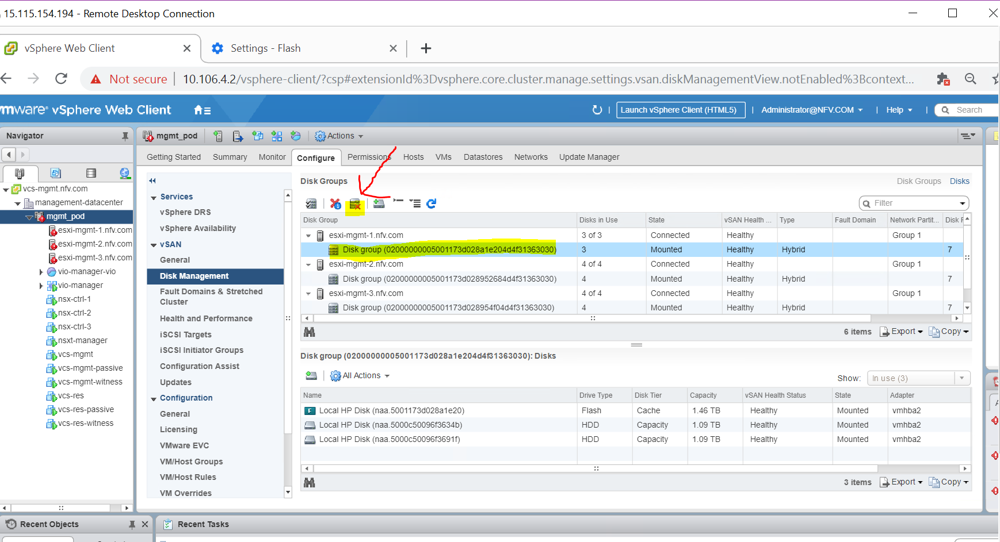 15.115.154.194 - Remote Desktop Connection
vSphere Web Client
Settings - Flash
Not secure
10.106.4.2/vsphere-client/?csp#extensionId%3Dvsphere.core.cluster.manage.settings.vsan.diskManagementView.notEnabled%3Bcontext...
vmware® vSphere Web Client
Launch vSphere Client (HTML5)
Administrator@NFV.COM
Help
Search
Navigator
mgmt_pod
Actions
Getting Started Summary Monitor Configure Permissions Hosts VMs Datastores Networks Update Manager
vcs-mgmt.nfv.com
management-datacenter
mgmt_pod
esxi-mgmt-1.nfv.com
esxi-mgmt-2.nfv.com
esxi-mgmt-3.nfv.com
vio-manager-vio
vio-manager
nsx-ctrl-1
nsx-ctrl-2
nsx-ctrl-3
nsxt-manager
vcs-mgmt
vcs-mgmt-passive
vcs-mgmt-witness
vcs-res
vcs-res-passive
vcs-res-witness
Services
vSphere DRS
vSphere Availability
vSAN
General
Disk Management
Fault Domains & Stretched
Cluster
Health and Performance
iSCSI Targets
iSCSI Initiator Groups
Configuration Assist
Updates
Configuration
General
Licensing
VMware EVC
VM/Host Groups
VM/Host Rules
VM Overrides
Disk Groups
Disk Groups Disks
Filter
Disk Group Disks in Use State vSAN Health ... Type Fault Domain Network Partit... Disk F
esxi-mgmt-1.nfv.com 3 of 3 Connected Healthy Group 1
Disk group (02000000005001173d028a1e204d4f31363030) 3 Mounted Healthy Hybrid 7
esxi-mgmt-2.nfv.com 4 of 4 Connected Healthy Group 1
Disk group (02000000005001173d028952684d4f31363030) 4 Mounted Healthy Hybrid 7
esxi-mgmt-3.nfv.com 4 of 4 Connected Healthy Group 1
Disk group (02000000005001173d028954f04d4f31363030) 4 Mounted Healthy Hybrid 7
6 items Export Copy
Disk group (02000000005001173d028a1e204d4f31363030): Disks
All Actions
Show: In use (3)
Name Drive Type Disk Tier Capacity vSAN Health Status State Adapter
F Local HP Disk (naa.5001173d028a1e20) Flash Cache 1.46 TB Healthy Mounted vmhba2
Local HP Disk (naa.5000c50096f3634b) HDD Capacity 1.09 TB Healthy Mounted vmhba2
Local HP Disk (naa.5000c50096f3691f) HDD Capacity 1.09 TB Healthy Mounted vmhba2
3 items Export Copy
Recent Objects
Recent Tasks